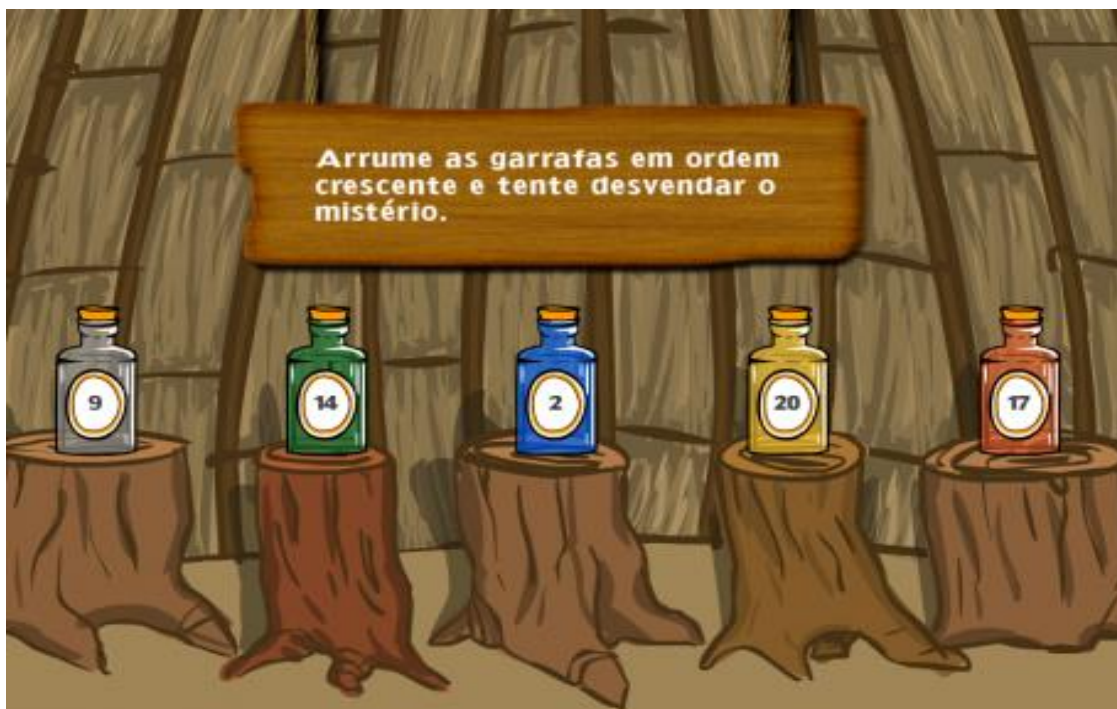 Arrume as garrafas em ordem
crescente e tente desvendar o
mistério.
9 14 2 20 17